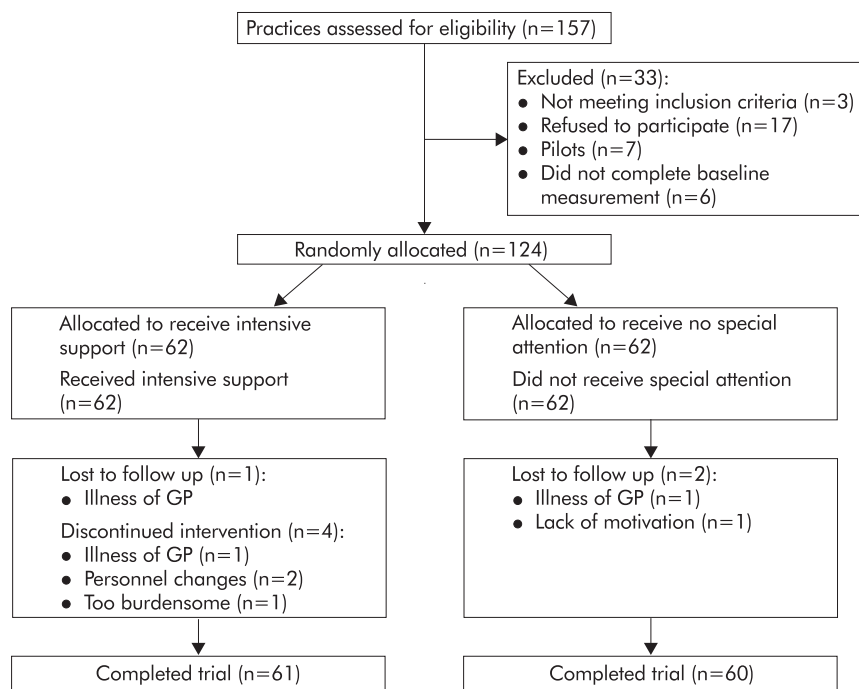 Practices assessed for eligibility (n=157)
Excluded (n=33):
● Not meeting inclusion criteria (n=3)
● Refused to participate (n=17)
● Pilots (n=7)
● Did not complete baseline
measurement (n=6)
Randomly allocated (n=124)
Allocated to receive intensive
support (n=62)
Received intensive support
(n=62)
Allocated to receive no special
attention (n=62)
Did not receive special attention
(n=62)
Lost to follow up (n=1):
● Illness of GP
Discontinued intervention (n=4):
● Illness of GP (n=1)
● Personnel changes (n=2)
● Too burdensome (n=1)
Lost to follow up (n=2):
● Illness of GP (n=1)
● Lack of motivation (n=1)
Completed trial (n=61)
Completed trial (n=60)